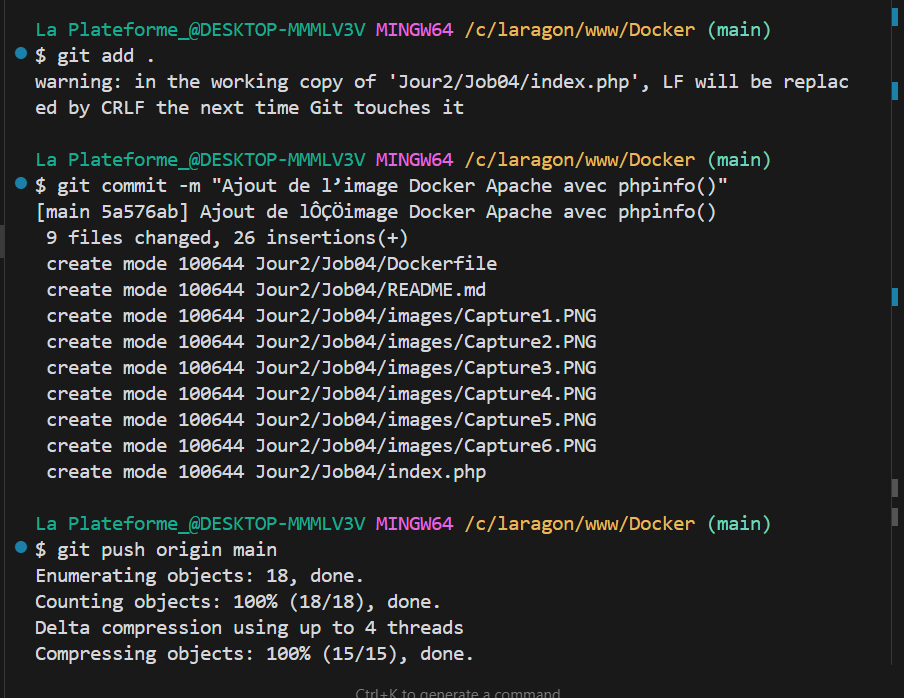 La Plateforme_@DESKTOP-MMMLV3V MINGW64 /c/laragon/www/Docker (main)
$ git add .
warning: in the working copy of 'Jour2/Job04/index.php', LF will be replac
ed by CRLF the next time Git touches it
La Plateforme_@DESKTOP-MMMLV3V MINGW64 /c/laragon/www/Docker (main)
$ git commit -m "Ajout de l’image Docker Apache avec phpinfo()"
[main 5a576ab] Ajout de lÔÇÖimage Docker Apache avec phpinfo()
9 files changed, 26 insertions(+)
create mode 100644 Jour2/Job04/Dockerfile
create mode 100644 Jour2/Job04/README.md
create mode 100644 Jour2/Job04/images/Capture1.PNG
create mode 100644 Jour2/Job04/images/Capture2.PNG
create mode 100644 Jour2/Job04/images/Capture3.PNG
create mode 100644 Jour2/Job04/images/Capture4.PNG
create mode 100644 Jour2/Job04/images/Capture5.PNG
create mode 100644 Jour2/Job04/images/Capture6.PNG
create mode 100644 Jour2/Job04/index.php
La Plateforme_@DESKTOP-MMMLV3V MINGW64 /c/laragon/www/Docker (main)
$ git push origin main
Enumerating objects: 18, done.
Counting objects: 100% (18/18), done.
Delta compression using up to 4 threads
Compressing objects: 100% (15/15), done.
Ctrl+K to generate a command